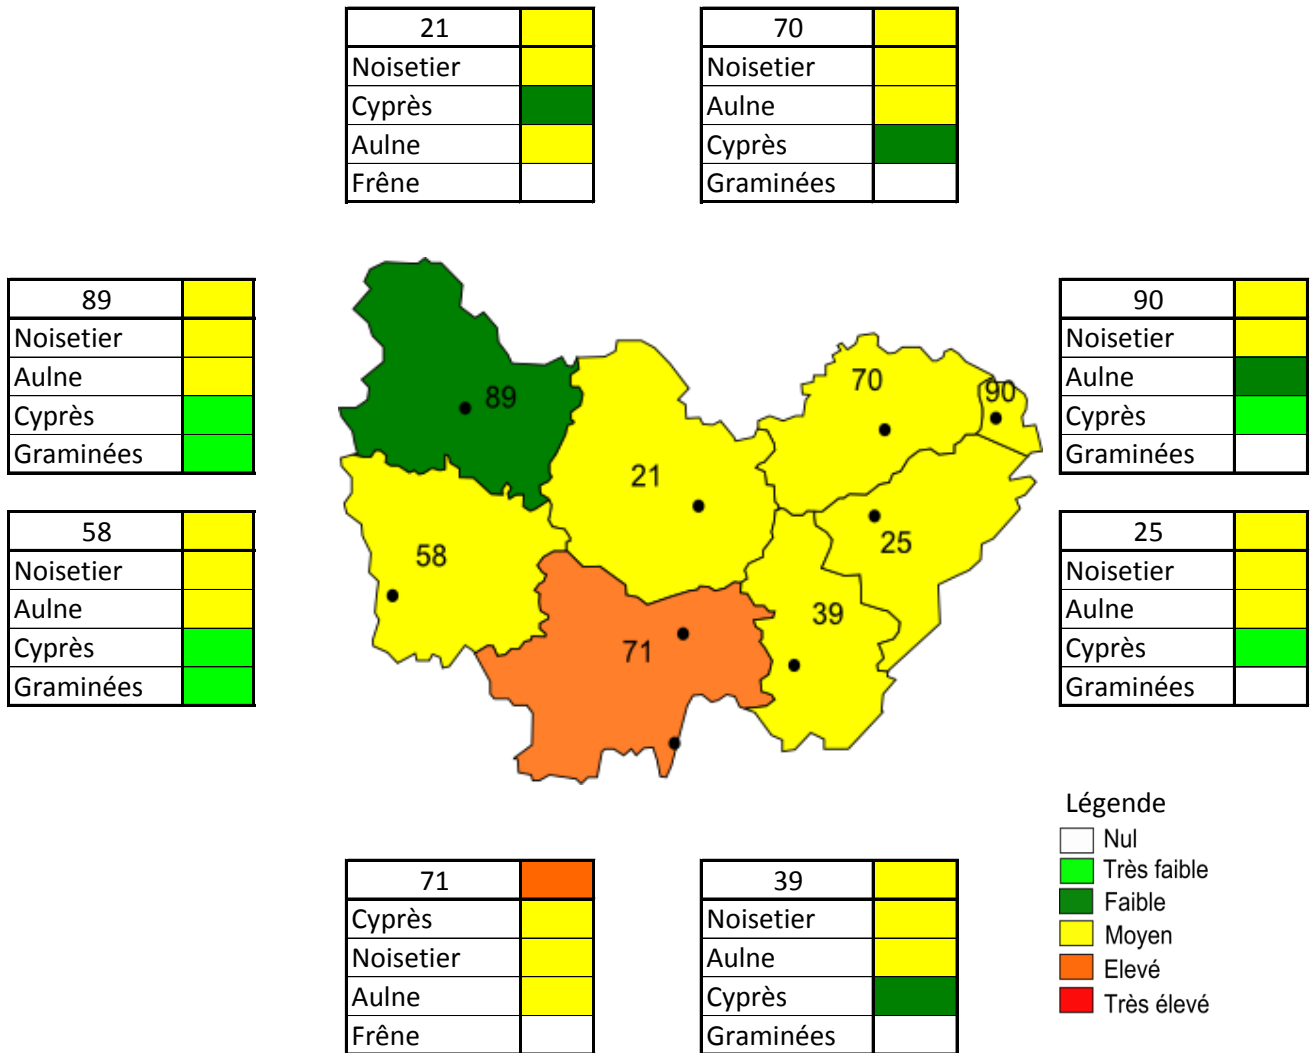 21
Noisetier
Cyprès
Aulne
Frêne
70
Noisetier
Aulne
Cyprès
Graminées
89
Noisetier
Aulne
Cyprès
Graminées
58
Noisetier
Aulne
Cyprès
Graminées
89
70
90
21
25
58
39
71
90
Noisetier
Aulne
Cyprès
Graminées
25
Noisetier
Aulne
Cyprès
Graminées
71
Cyprès
Noisetier
Aulne
Frêne
39
Noisetier
Aulne
Cyprès
Graminées
Légende
Nul
Très faible
Faible
Moyen
Elevé
Très élevé